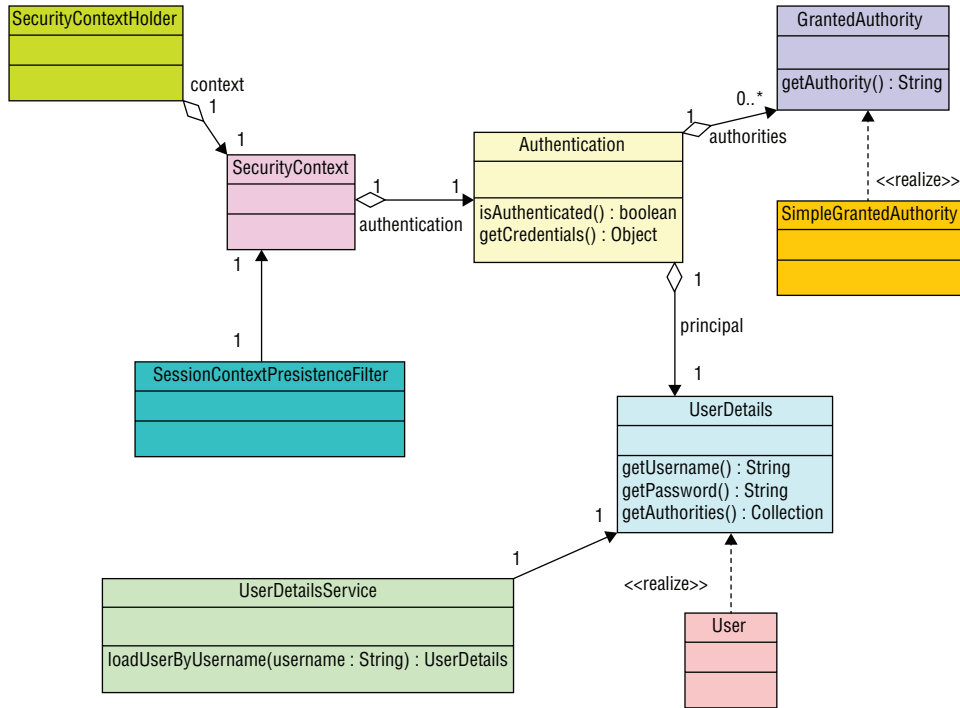 SecurityContextHolder
context
1
1
GrantedAuthority
getAuthority() : String
0..*
1
authorities
<<realize>>
SimpleGrantedAuthority
SecurityContext
1
1
authentication
Authentication
isAuthenticated() : boolean
getCredentials() : Object
1
1
SessionContextPresistenceFilter
1
principal
1
UserDetails
getUsername() : String
getPassword() : String
getAuthorities() : Collection
1
1
UserDetailsService
loadUserByUsername(username : String) : UserDetails
<<realize>>
User